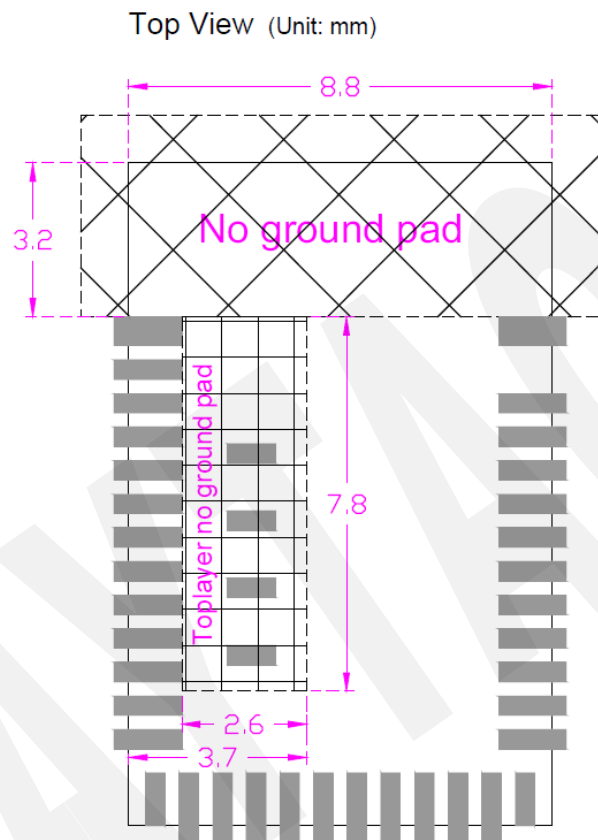 Top View (Unit: mm)
8.8
3.2
No ground pad
Toplayer no ground pad
7.8
2.6
3.7